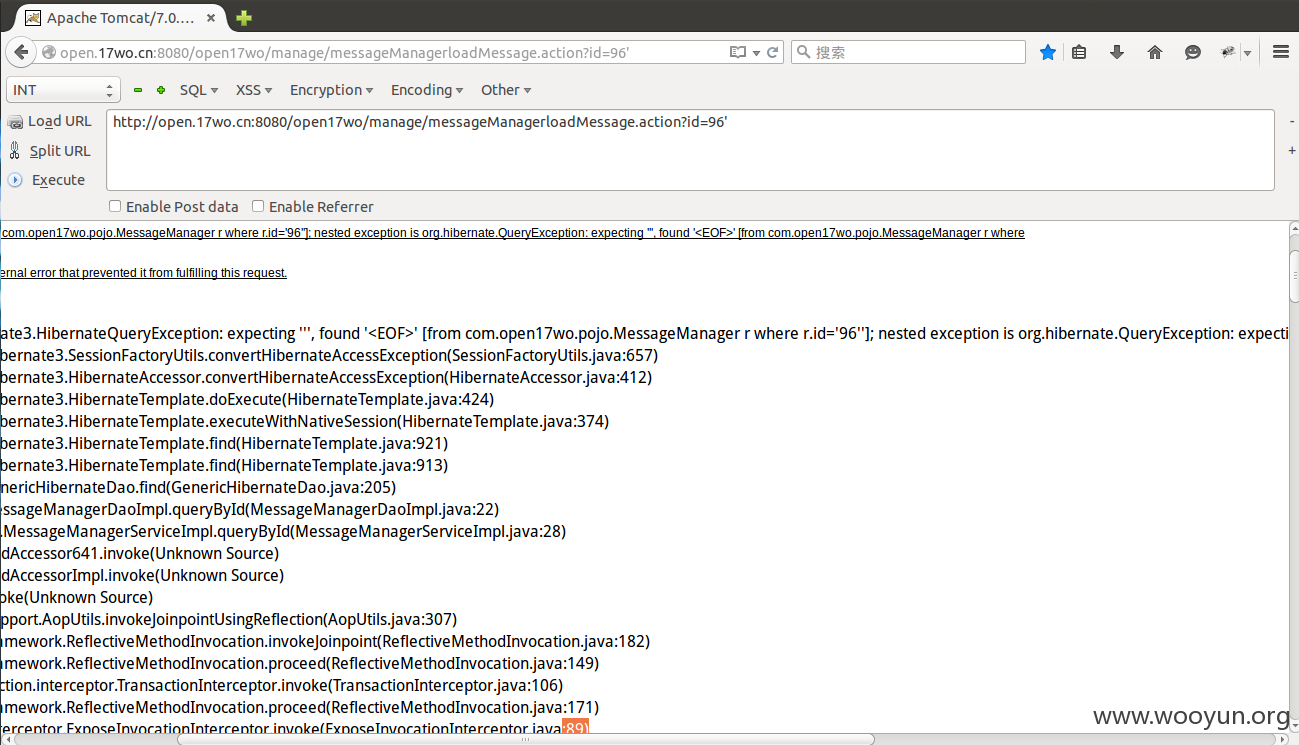 Apache Tomcat/7.0....
open.17wo.cn:8080/open17wo/manage/messageManagerloadMessage.action?id=96'
搜索
INT
SQL
XSS
Encryption
Encoding
Other
Load URL
http://open.17wo.cn:8080/open17wo/manage/messageManagerloadMessage.action?id=96'
-
Split URL
+
Execute
Enable Post data
Enable Referrer
com.open17wo.pojo.MessageManager r where r.id='96'']; nested exception is org.hibernate.QueryException: expecting ''', found '<EOF>' [from com.open17wo.pojo.MessageManager r where
ernal error that prevented it from fulfilling this request.
ate3.HibernateQueryException: expecting ''', found '<EOF>' [from com.open17wo.pojo.MessageManager r where r.id='96'']; nested exception is org.hibernate.QueryException: expecti
bernate3.SessionFactoryUtils.convertHibernateAccessException(SessionFactoryUtils.java:657)
bernate3.HibernateAccessor.convertHibernateAccessException(HibernateAccessor.java:412)
bernate3.HibernateTemplate.doExecute(HibernateTemplate.java:424)
bernate3.HibernateTemplate.executeWithNativeSession(HibernateTemplate.java:374)
bernate3.HibernateTemplate.find(HibernateTemplate.java:921)
bernate3.HibernateTemplate.find(HibernateTemplate.java:913)
enericHibernateDao.find(GenericHibernateDao.java:205)
essageManagerDaoImpl.queryById(MessageManagerDaoImpl.java:22)
.MessageManagerServiceImpl.queryById(MessageManagerServiceImpl.java:28)
dAccessor641.invoke(Unknown Source)
dAccessorImpl.invoke(Unknown Source)
oke(Unknown Source)
pport.AopUtils.invokeJoinpointUsingReflection(AopUtils.java:307)
amework.ReflectiveMethodInvocation.invokeJoinpoint(ReflectiveMethodInvocation.java:182)
amework.ReflectiveMethodInvocation.proceed(ReflectiveMethodInvocation.java:149)
ction.interceptor.TransactionInterceptor.invoke(TransactionInterceptor.java:106)
amework.ReflectiveMethodInvocation.proceed(ReflectiveMethodInvocation.java:171)
terceptor.ExposeInvocationInterceptor.invoke(ExposeInvocationInterceptor.java:89)
www.wooyun.org